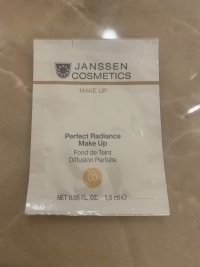 JANSSEN
COSMETICS
MAKE UP
Perfect Radiance
Make Up
Fond de Teint
Diffusion Parfaite
00
NET 0.05 FL. OZ. 1,5 ml ℮